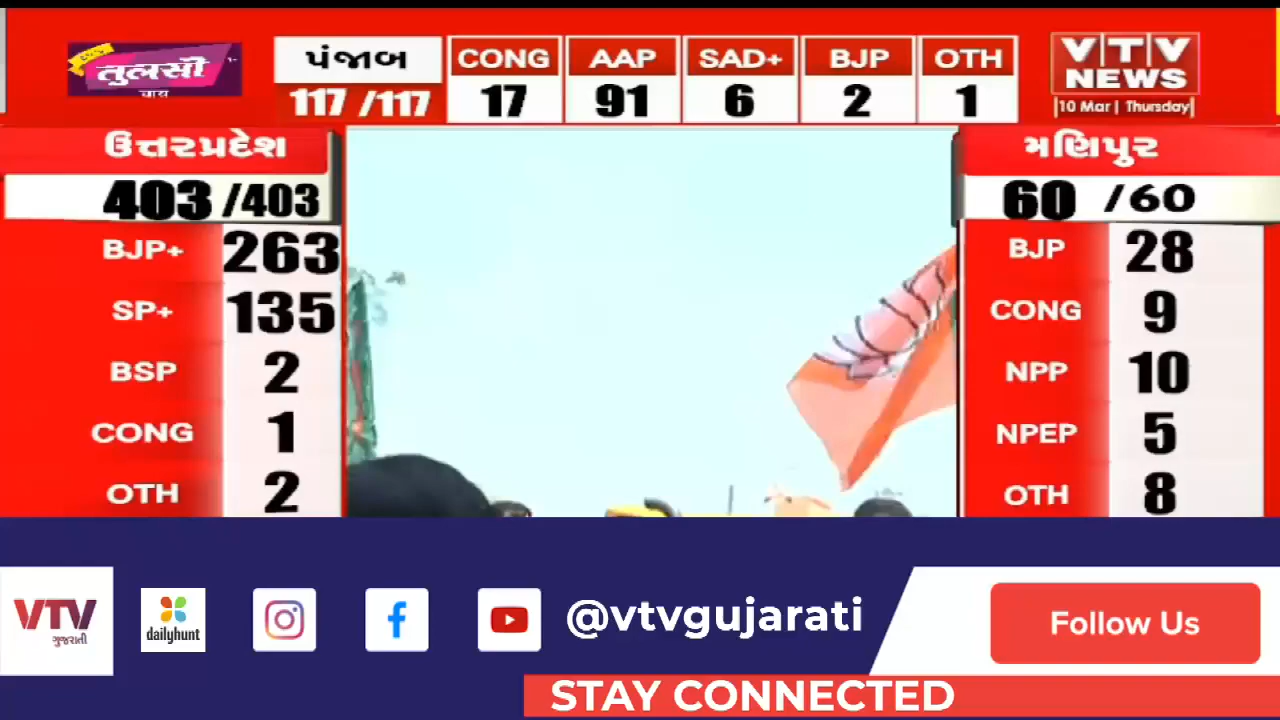 તુલસી
પંજાબ CONG AAP SAD+ BJP OTH
117 /117 17 91 6 2 1
VTV
NEWS
10 Mar | Thursday
ઉત્તરપ્રદેશ
403 /403
BJP+ 263
SP+ 135
BSP 2
CONG 1
OTH 2
મણિપુર
60 /60
BJP 28
CONG 9
NPP 10
NPEP 5
OTH 8
VTV
ગુજરાતી
dailyhunt
@vtvgujarati
Follow Us
STAY CONNECTED